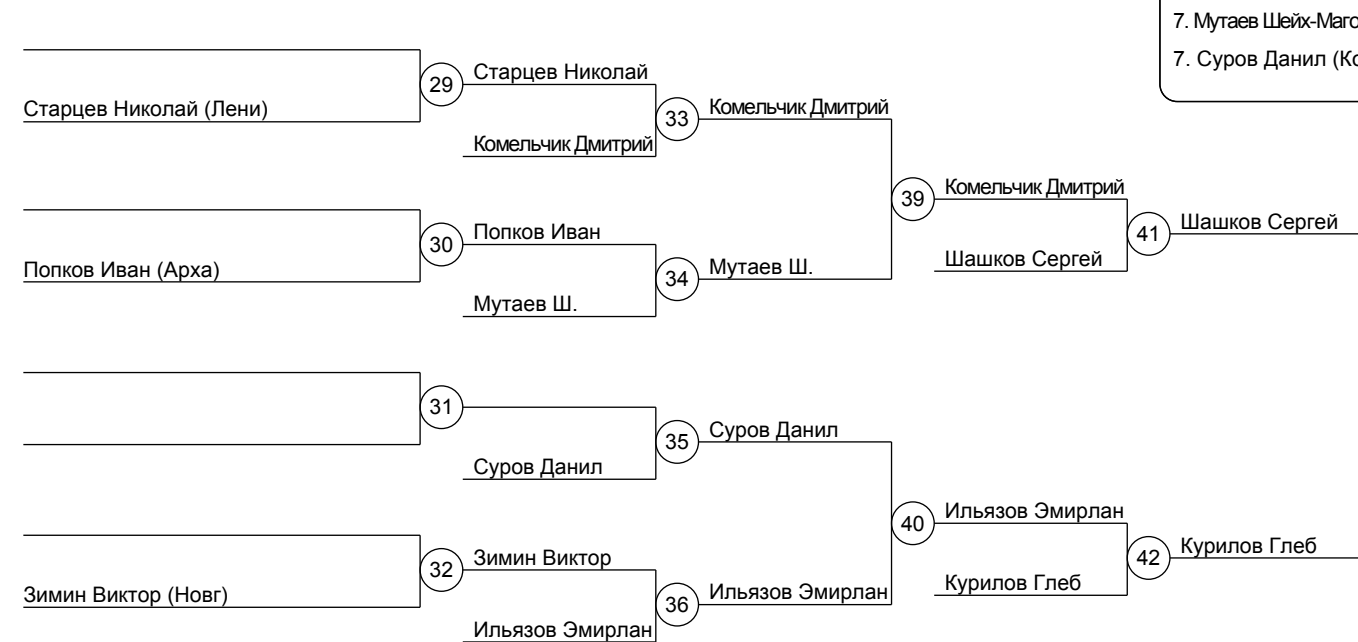 7. Мутаев Шейх-Маго
7. Суров Данил (Ко
29
Старцев Николай
Старцев Николай (Лени)
33
Комельчик Дмитрий
Комельчик Дмитрий
39
Комельчик Дмитрий
30
Попков Иван
Попков Иван (Арха)
34
Мутаев Ш.
Мутаев Ш.
Шашков Сергей
41
Шашков Сергей
31
35
Суров Данил
Суров Данил
40
Ильязов Эмирлан
32
Зимин Виктор
Зимин Виктор (Новг)
36
Ильязов Эмирлан
Ильязов Эмирлан
Курилов Глеб
42
Курилов Глеб